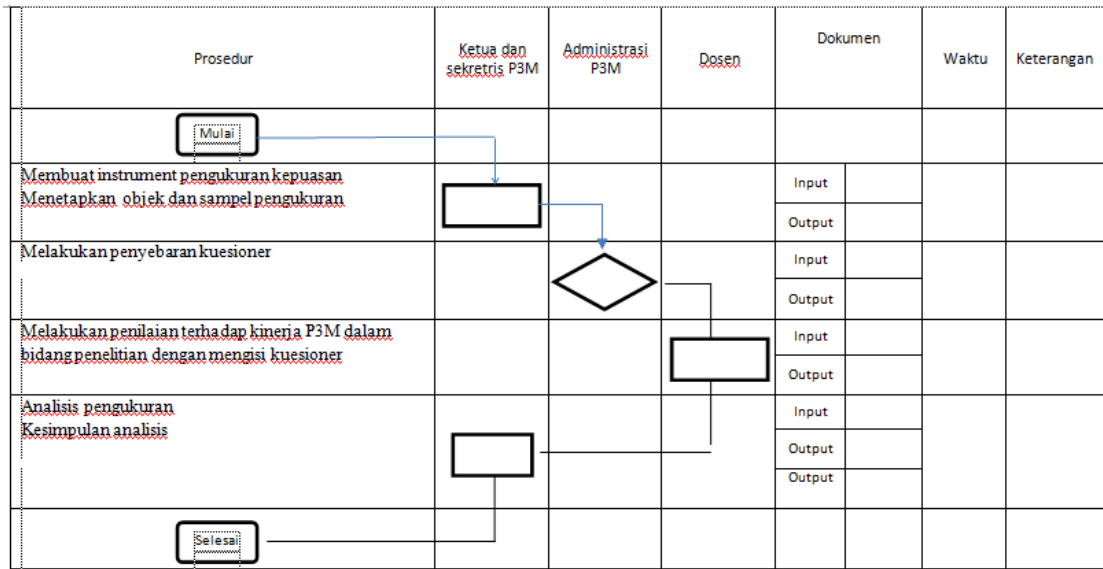 Prosedur
Ketua dan
sekretris P3M
Administrasi
P3M
Dosen
Dokumen
Waktu
Keterangan
Mulai
Membuat instrument pengukuran kepuasan
Menetapkan objek dan sampel pengukuran
Input
Output
Melakukan penyebaran kuesioner
Input
Output
Melakukan penilaian terhadap kinerja P3M dalam
bidang penelitian dengan mengisi kuesioner
Input
Output
Analisis pengukuran
Kesimpulan analisis
Input
Output
Output
Selesai